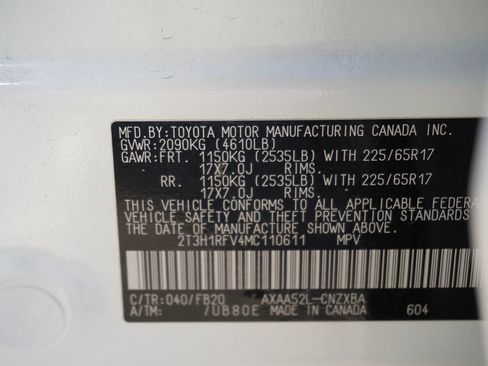 MFD.BY:TOYOTA MOTOR MANUFACTURING CANADA INC.
GVWR:2090KG (4610LB)
GAWR:FRT. 1150KG (2535LB) WITH 225/65R17
17X7.0J RIMS.
RR. 1150KG (2535LB) WITH 225/65R17
17X7.0J RIMS.
THIS VEHICLE CONFORMS TO ALL APPLICABLE FEDERA
VEHICLE SAFETY AND THEFT PREVENTION STANDARDS
THE DATE OF MANUFACTURE SHOWN ABOVE.
2T3H1RFV4MC110611 MPV
C/TR:040/FB20 AXAA52L-CNZXBA
A/TM: /UB80E MADE IN CANADA 604